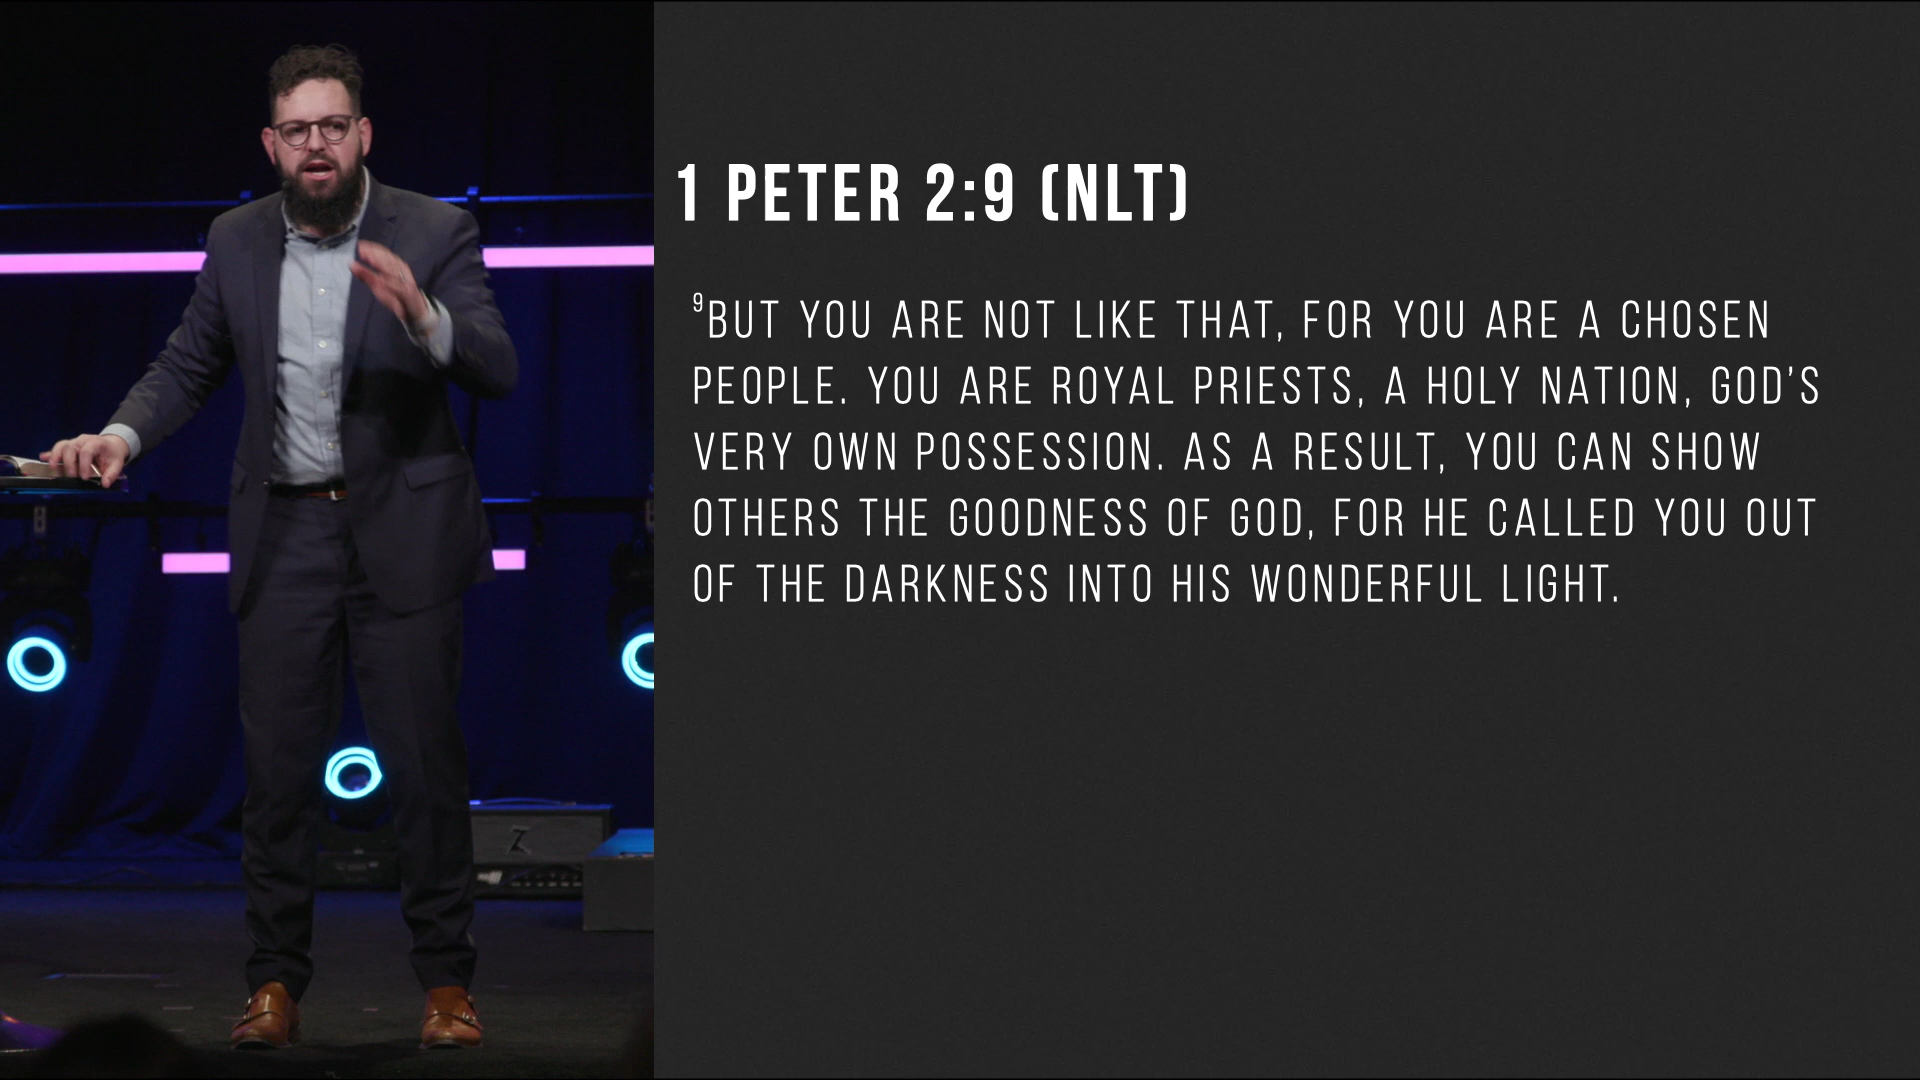 1 PETER 2:9 (NLT)
⁹BUT YOU ARE NOT LIKE THAT, FOR YOU ARE A CHOSEN
PEOPLE. YOU ARE ROYAL PRIESTS, A HOLY NATION, GOD'S
VERY OWN POSSESSION. AS A RESULT, YOU CAN SHOW
OTHERS THE GOODNESS OF GOD, FOR HE CALLED YOU OUT
OF THE DARKNESS INTO HIS WONDERFUL LIGHT.